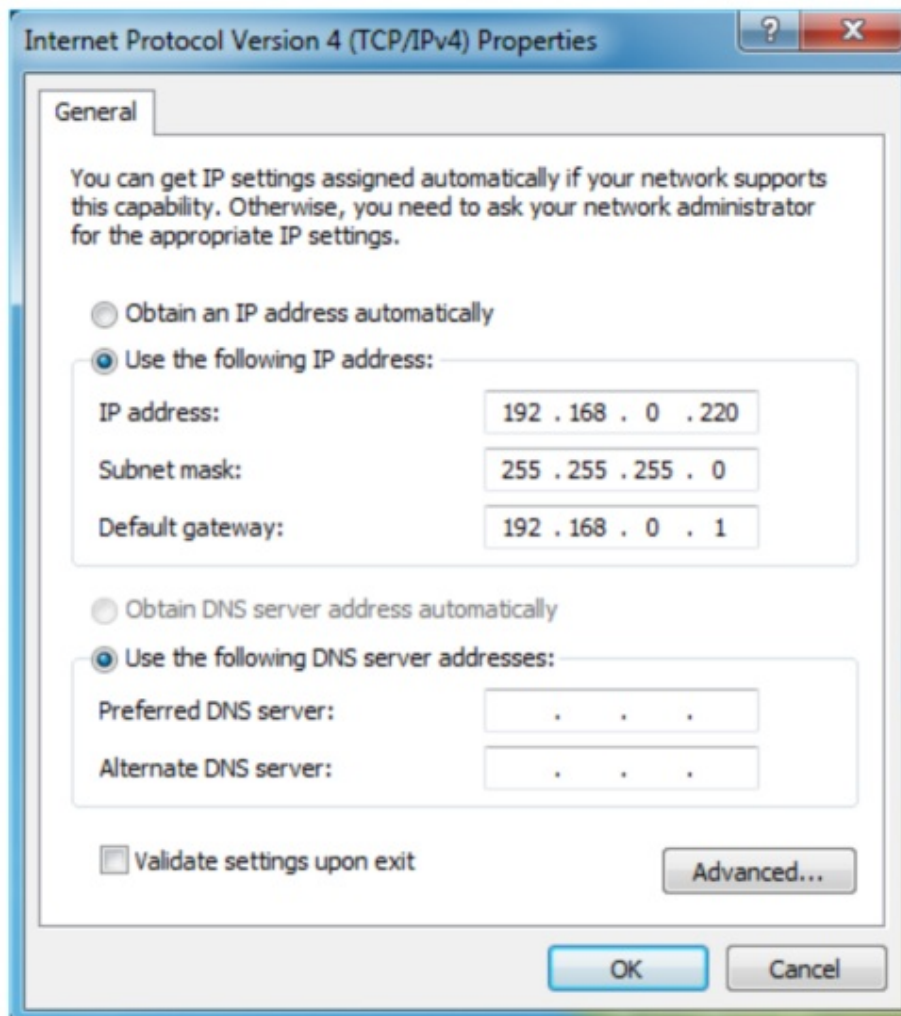 Internet Protocol Version 4 (TCP/IPv4) Properties
General
You can get IP settings assigned automatically if your network supports
this capability. Otherwise, you need to ask your network administrator
for the appropriate IP settings.
Obtain an IP address automatically
Use the following IP address:
IP address: 192 . 168 . 0 . 220
Subnet mask: 255 . 255 . 255 . 0
Default gateway: 192 . 168 . 0 . 1
Obtain DNS server address automatically
Use the following DNS server addresses:
Preferred DNS server: . . .
Alternate DNS server: . . .
Validate settings upon exit
Advanced...
OK Cancel